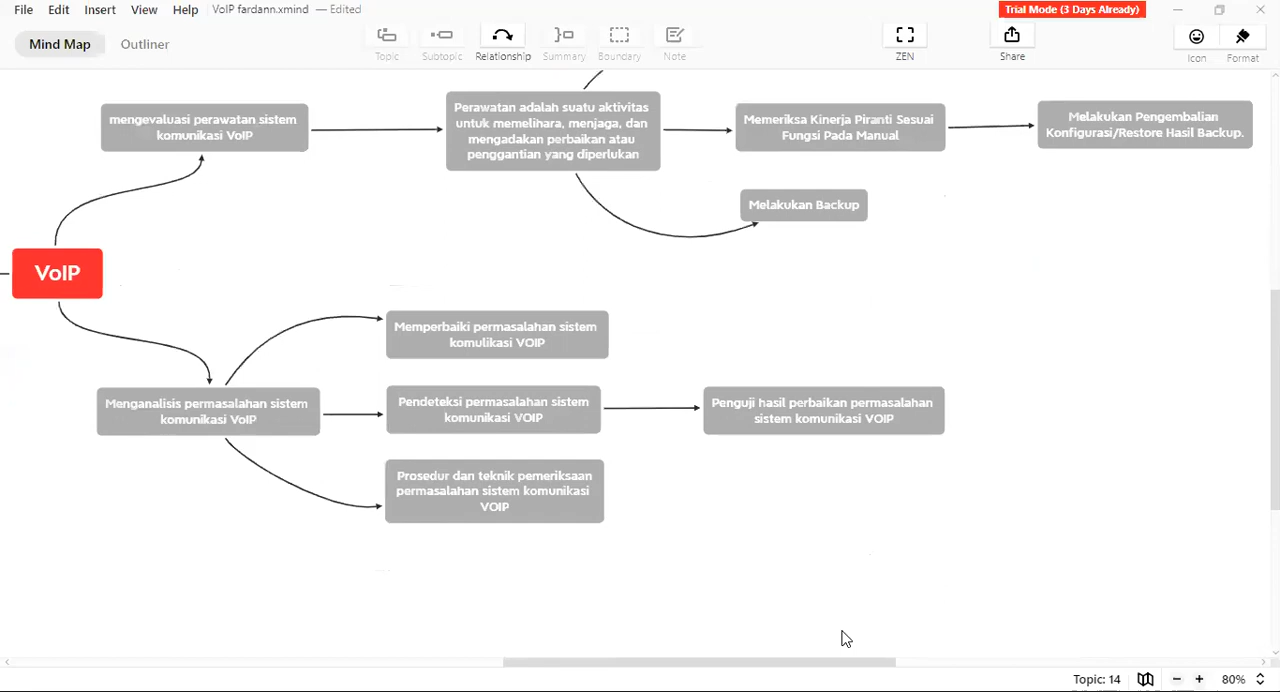 File Edit Insert View Help VoIP fardann.xmind — Edited
Trial Mode (3 Days Already)
Mind Map Outliner
Topic Subtopic Relationship Summary Boundary Note ZEN Share Icon Format
mengevaluasi perawatan sistem
komunikasi VoIP
Perawatan adalah suatu aktivitas
untuk memelihara, menjaga, dan
mengadakan perbaikan atau
penggantian yang diperlukan
Memeriksa Kinerja Piranti Sesuai
Fungsi Pada Manual
Melakukan Pengembalian
Konfigurasi/Restore Hasil Backup.
Melakukan Backup
VoIP
Memperbaiki permasalahan sistem
komulikasi VOIP
Menganalisis permasalahan sistem
komunikasi VoIP
Pendeteksi permasalahan sistem
komunikasi VOIP
Penguji hasil perbaikan permasalahan
sistem komunikasi VOIP
Prosedur dan teknik pemeriksaan
permasalahan sistem komunikasi
VOIP
Topic: 14 80%